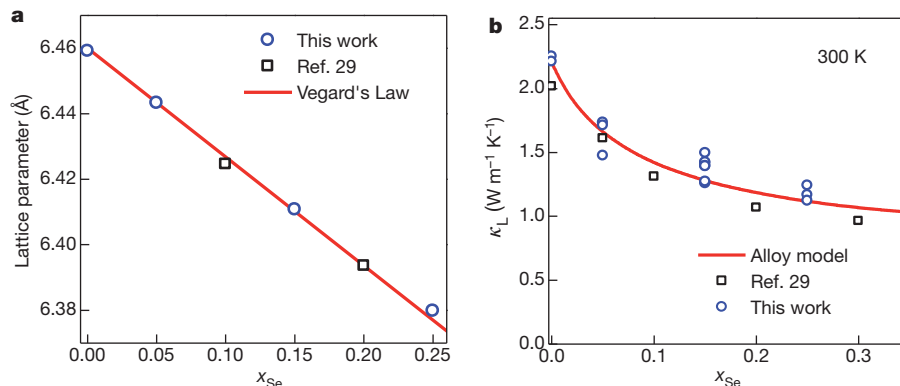 a
Lattice parameter (Å)
6.46
6.44
6.42
6.40
6.38
This work
Ref. 29
Vegard's Law
0.00 0.05 0.10 0.15 0.20 0.25
xSe
b
κL (W m−1 K−1)
2.5
2.0
1.5
1.0
1.5
0.0
300 K
Alloy model
Ref. 29
This work
0.0 0.1 0.2 0.3
xSe